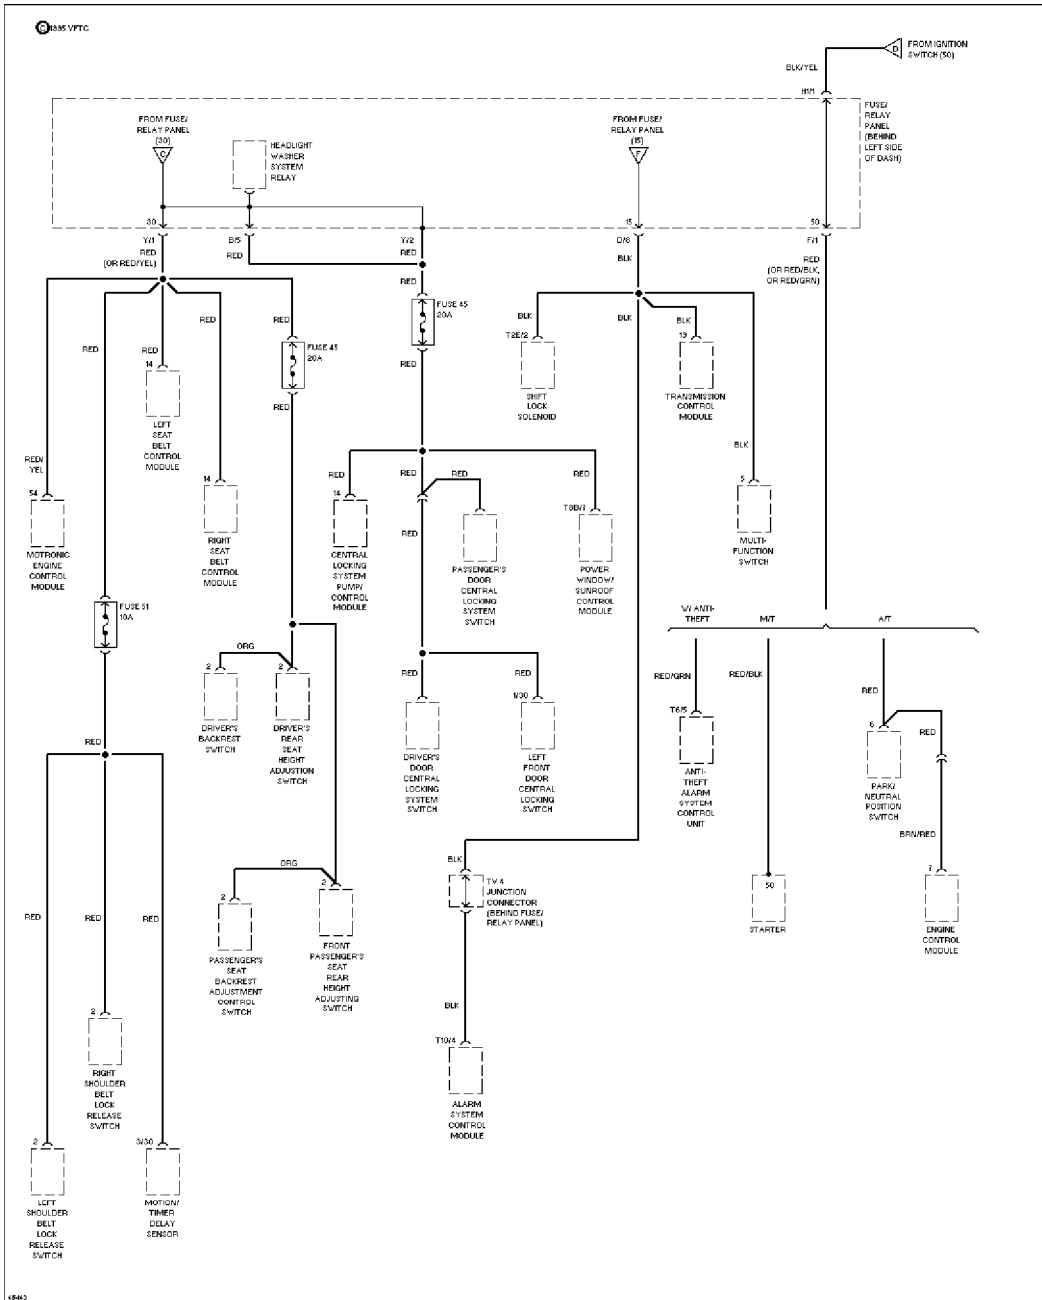 © 1995 VFTC
FROM IGNITION
SWITCH (50)
BLK/YEL
H1/1
FUSE/
RELAY
PANEL
(BEHIND
LEFT SIDE
OF DASH)
FROM FUSE/
RELAY PANEL
(30)
C
HEADLIGHT
WASHER
SYSTEM
RELAY
FROM FUSE/
RELAY PANEL
(15)
F
D
30
15
50
Y/1
B/5
Y/2
D/8
F/1
RED
(OR RED/YEL)
RED
RED
BLK
RED
(OR RED/BLK,
OR RED/GRN)
RED
FUSE 45
20A
BLK
BLK
BLK
RED
RED
RED
RED
T2E/2
13
FUSE 45
20A
RED
RED
14
SHIFT
LOCK
SOLENOID
TRANSMISSION
CONTROL
MODULE
LEFT
SEAT
BELT
CONTROL
MODULE
RED
BLK
RED/
YEL
RED
RED
RED
RED
54
14
14
T8B/7
5
RED
MOTRONIC
ENGINE
CONTROL
MODULE
RIGHT
SEAT
BELT
CONTROL
MODULE
CENTRAL
LOCKING
SYSTEM
PUMP/
CONTROL
MODULE
PASSENGER'S
DOOR
CENTRAL
LOCKING
SYSTEM
SWITCH
POWER
WINDOW/
SUNROOF
CONTROL
MODULE
MULTI-
FUNCTION
SWITCH
FUSE 51
10A
W/ ANTI-
THEFT
M/T
A/T
ORG
2
2
RED
RED
1/30
RED/GRN
RED/BLK
RED
T6/5
6
RED
DRIVER'S
BACKREST
SWITCH
DRIVER'S
REAR
SEAT
HEIGHT
ADJUSTION
SWITCH
DRIVER'S
DOOR
CENTRAL
LOCKING
SYSTEM
SWITCH
LEFT
FRONT
DOOR
CENTRAL
LOCKING
SWITCH
ANTI-
THEFT
ALARM
SYSTEM
CONTROL
UNIT
PARK/
NEUTRAL
POSITION
SWITCH
RED
BRN/RED
ORG
BLK
2
2
TV 4
JUNCTION
CONNECTOR
(BEHIND FUSE/
RELAY PANEL)
50
7
RED
RED
RED
STARTER
ENGINE
CONTROL
MODULE
PASSENGER'S
SEAT
BACKREST
ADJUSTMENT
CONTROL
SWITCH
FRONT
PASSENGER'S
SEAT
REAR
HEIGHT
ADJUSTING
SWITCH
BLK
2
T10/4
RIGHT
SHOULDER
BELT
LOCK
RELEASE
SWITCH
ALARM
SYSTEM
CONTROL
MODULE
2
3/30
LEFT
SHOULDER
BELT
LOCK
RELEASE
SWITCH
MOTION/
TIMER
DELAY
SENSOR